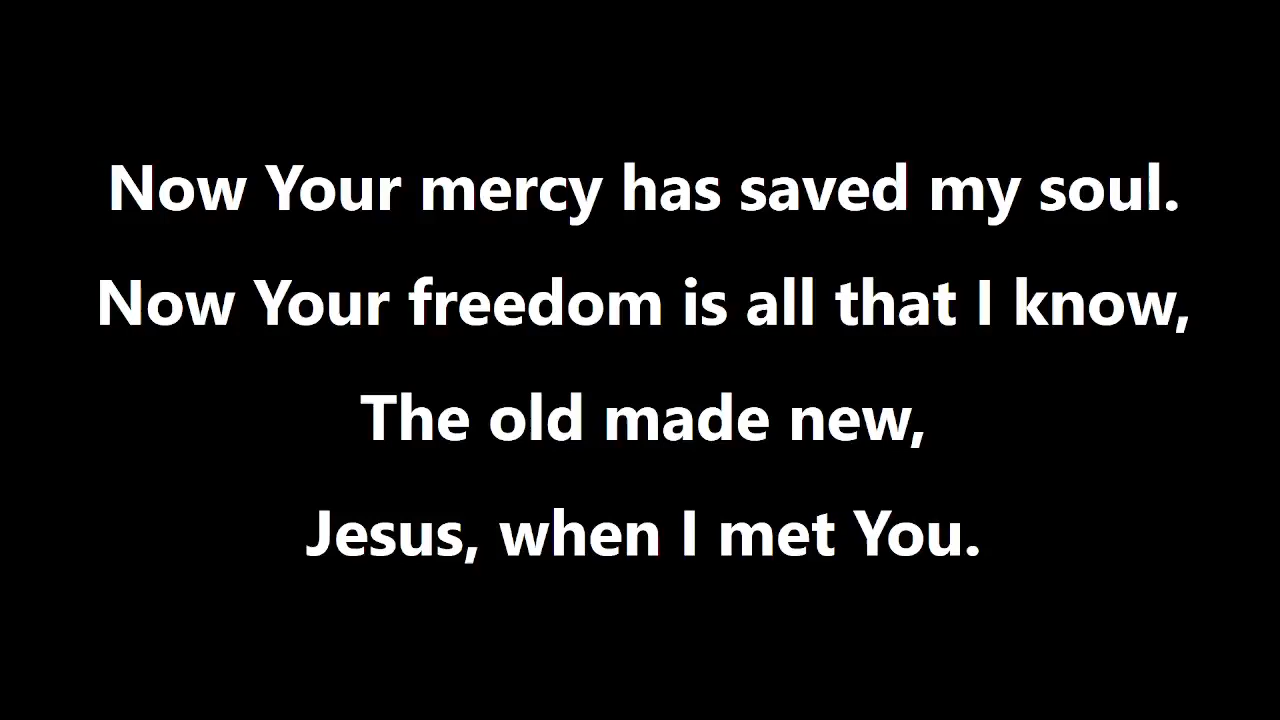 Now Your mercy has saved my soul.
Now Your freedom is all that I know,
The old made new,
Jesus, when I met You.